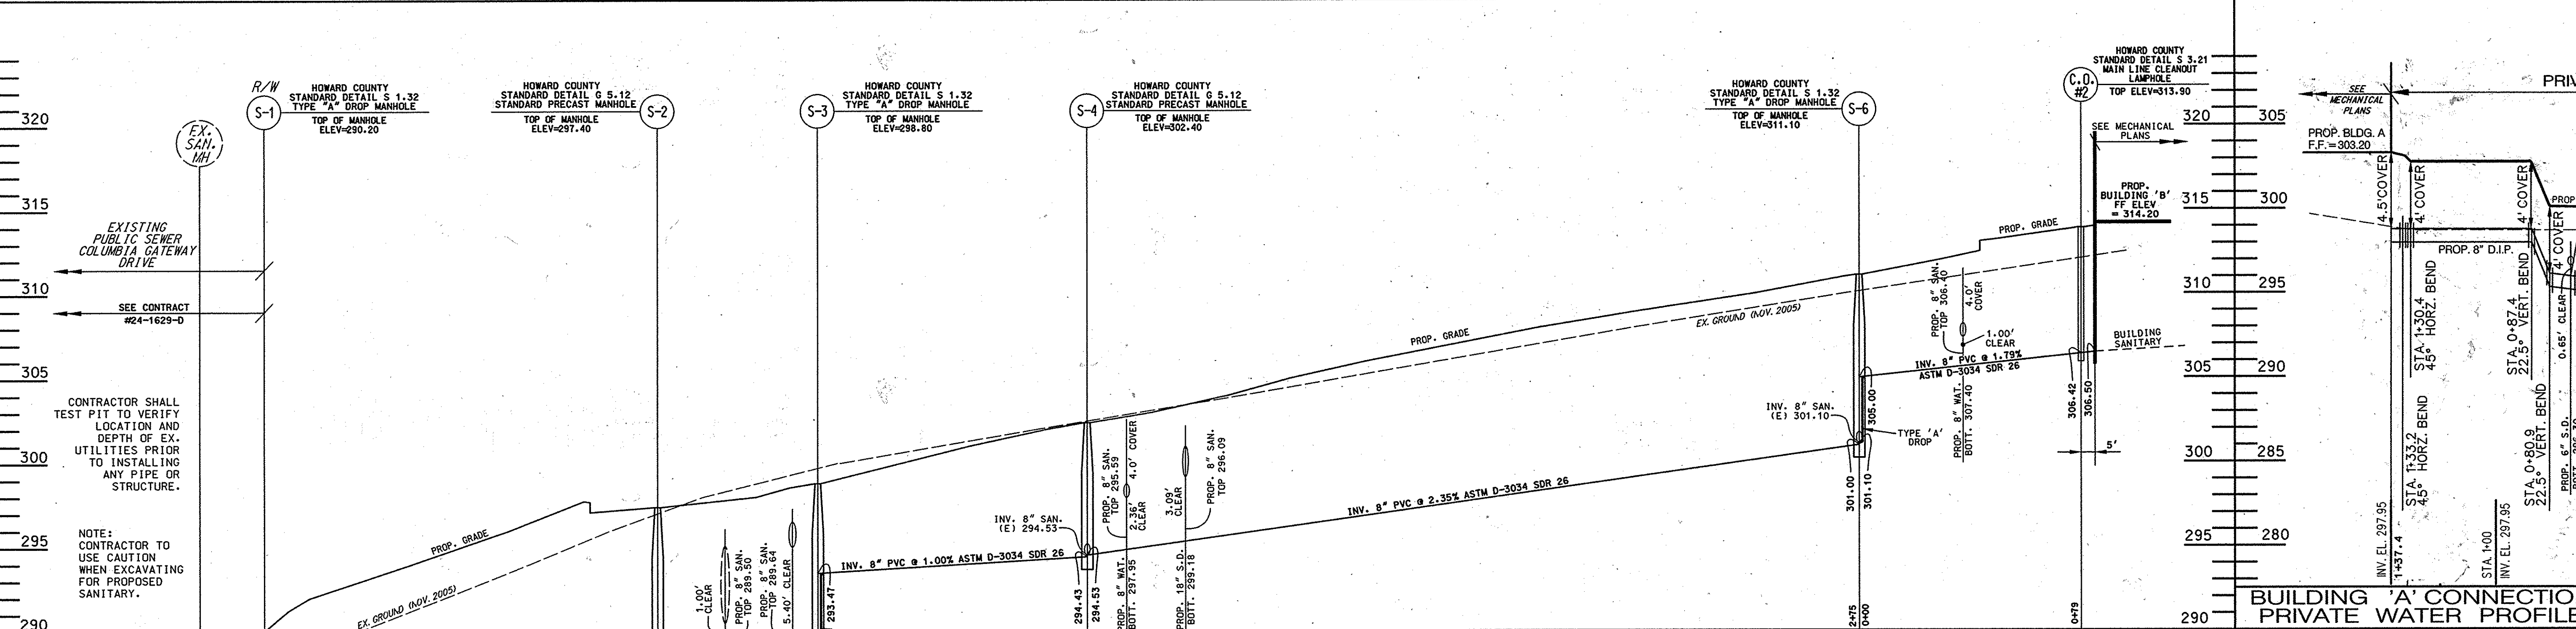 320
315
310
305
300
295
290
EX.
SAN.
MH
R/W
S-1
HOWARD COUNTY
STANDARD DETAIL S 1.32
TYPE "A" DROP MANHOLE
TOP OF MANHOLE
ELEV=290.20
EXISTING
PUBLIC SEWER
COLUMBIA GATEWAY
DRIVE
SEE CONTRACT
#24-1629-D
CONTRACTOR SHALL
TEST PIT TO VERIFY
LOCATION AND
DEPTH OF EX.
UTILITIES PRIOR
TO INSTALLING
ANY PIPE OR
STRUCTURE.
NOTE:
CONTRACTOR TO
USE CAUTION
WHEN EXCAVATING
FOR PROPOSED
SANITARY.
PROP. GRADE
EX. GROUND (NOV. 2005)
HOWARD COUNTY
STANDARD DETAIL G 5.12
STANDARD PRECAST MANHOLE
TOP OF MANHOLE
ELEV=297.40
S-2
1.00'
CLEAR
PROP. 8" SAN.
TOP 289.50
PROP. 8" SAN.
TOP 289.64
5.40' CLEAR
S-3
HOWARD COUNTY
STANDARD DETAIL S 1.32
TYPE "A" DROP MANHOLE
TOP OF MANHOLE
ELEV=298.80
293.47
INV. 8" PVC @ 1.00% ASTM D-3034 SDR 26
INV. 8" SAN.
(E) 294.53
S-4
HOWARD COUNTY
STANDARD DETAIL G 5.12
STANDARD PRECAST MANHOLE
TOP OF MANHOLE
ELEV=302.40
294.43
294.53
PROP. 8" SAN.
TOP 295.59
4.0' COVER
2.36'
CLEAR
PROP. 8" WAT.
BOTT. 297.95
3.09'
CLEAR
PROP. 8" SAN.
TOP 296.09
PROP. 18" S.D.
BOTT. 299.18
INV. 8" PVC @ 2.35% ASTM D-3034 SDR 26
PROP. GRADE
EX. GROUND (NOV. 2005)
HOWARD COUNTY
STANDARD DETAIL S 1.32
TYPE "A" DROP MANHOLE
TOP OF MANHOLE
ELEV=311.10
S-6
INV. 8" SAN.
(E) 301.10
305.00
TYPE 'A'
DROP
301.00
301.10
2+75
0+00
PROP. 8" SAN.
TOP 306.40
4.0'
COVER
1.00'
CLEAR
INV. 8" PVC @ 1.79%
ASTM D-3034 SDR 26
PROP. 8" WAT.
BOTT. 307.40
PROP. GRADE
C.O.
#2
HOWARD COUNTY
STANDARD DETAIL S 3.21
MAIN LINE CLEANOUT
LAMPHOLE
TOP ELEV=313.90
SEE MECHANICAL
PLANS
PROP.
BUILDING 'B'
FF ELEV
= 314.20
BUILDING
SANITARY
306.42
306.50
5'
0+79
320
315
310
305
300
295
290
305
300
295
290
285
280
SEE
MECHANICAL
PLANS
PRIV
PROP. BLDG. A
F.F.=303.20
4.5'COVER
4' COVER
4' COVER
4' COVER
PROP
PROP. 8" D.I.P.
STA. 1+30.4
45° HORZ. BEND
STA. 1+33.2
45° HORZ. BEND
STA. 0+87.4
22.5° VERT. BEND
STA. 0+80.9
22.5° VERT. BEND
0.65' CLEAR
PROP. 6" S.D.
INV. EL. 297.95
1+37.4
STA. 1+00
INV. EL. 297.95
BUILDING 'A' CONNECTIO
PRIVATE WATER PROFILE